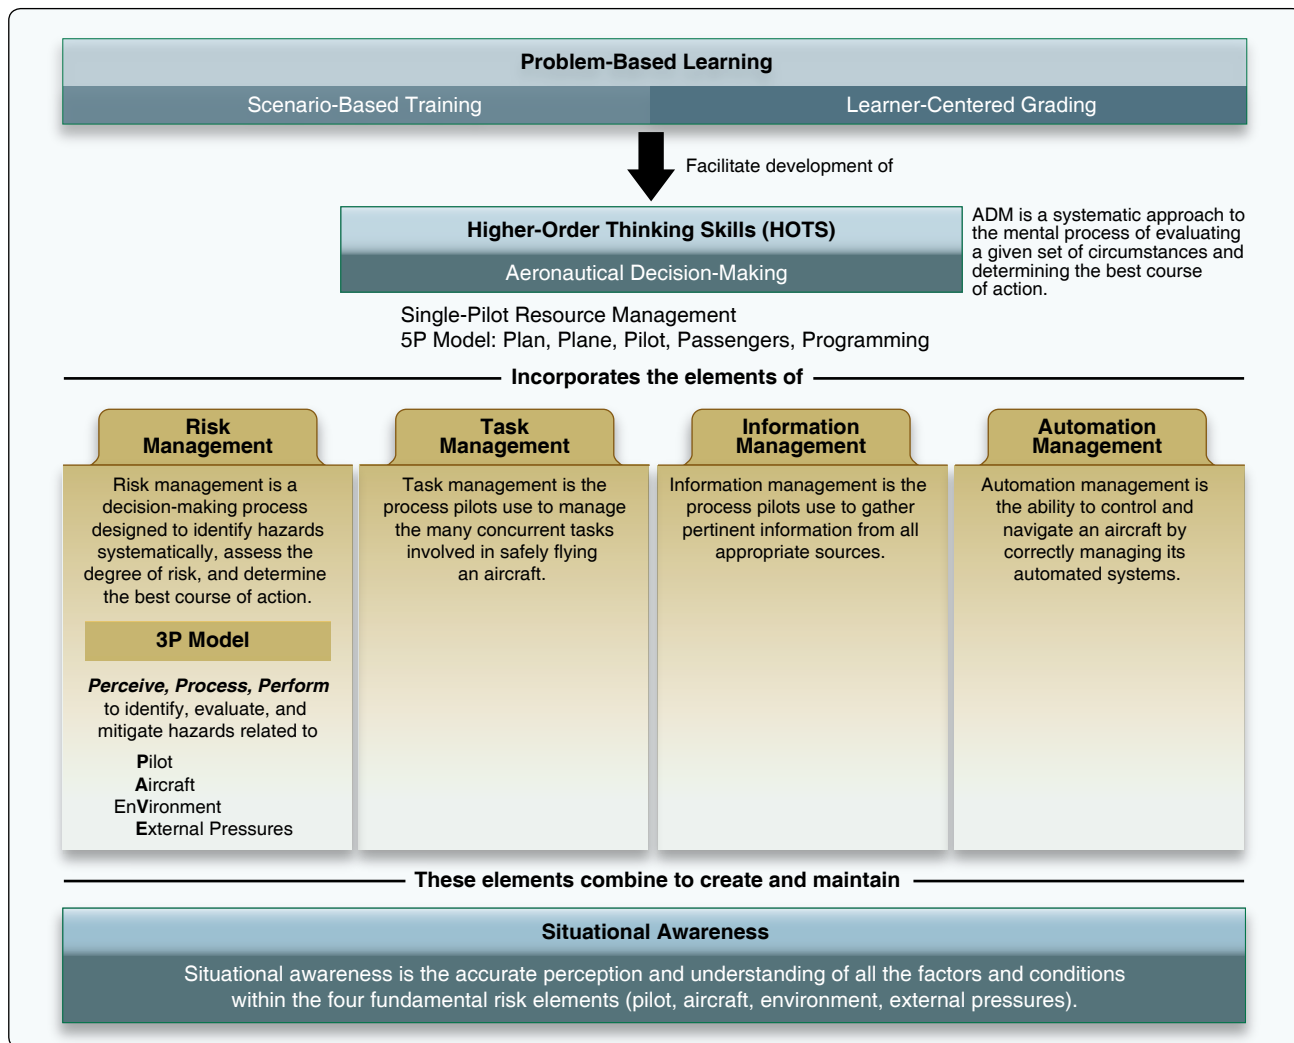 Problem-Based Learning
Scenario-Based Training
Learner-Centered Grading
Facilitate development of
Higher-Order Thinking Skills (HOTS)
Aeronautical Decision-Making
ADM is a systematic approach to
the mental process of evaluating
a given set of circumstances and
determining the best course
of action.
Single-Pilot Resource Management
5P Model: Plan, Plane, Pilot, Passengers, Programming
Incorporates the elements of
Risk
Management
Risk management is a
decision-making process
designed to identify hazards
systematically, assess the
degree of risk, and determine
the best course of action.
3P Model
Perceive, Process, Perform
to identify, evaluate, and
mitigate hazards related to
Pilot
Aircraft
EnVironment
External Pressures
Task
Management
Task management is the
process pilots use to manage
the many concurrent tasks
involved in safely flying
an aircraft.
Information
Management
Information management is the
process pilots use to gather
pertinent information from all
appropriate sources.
Automation
Management
Automation management is
the ability to control and
navigate an aircraft by
correctly managing its
automated systems.
These elements combine to create and maintain
Situational Awareness
Situational awareness is the accurate perception and understanding of all the factors and conditions
within the four fundamental risk elements (pilot, aircraft, environment, external pressures).